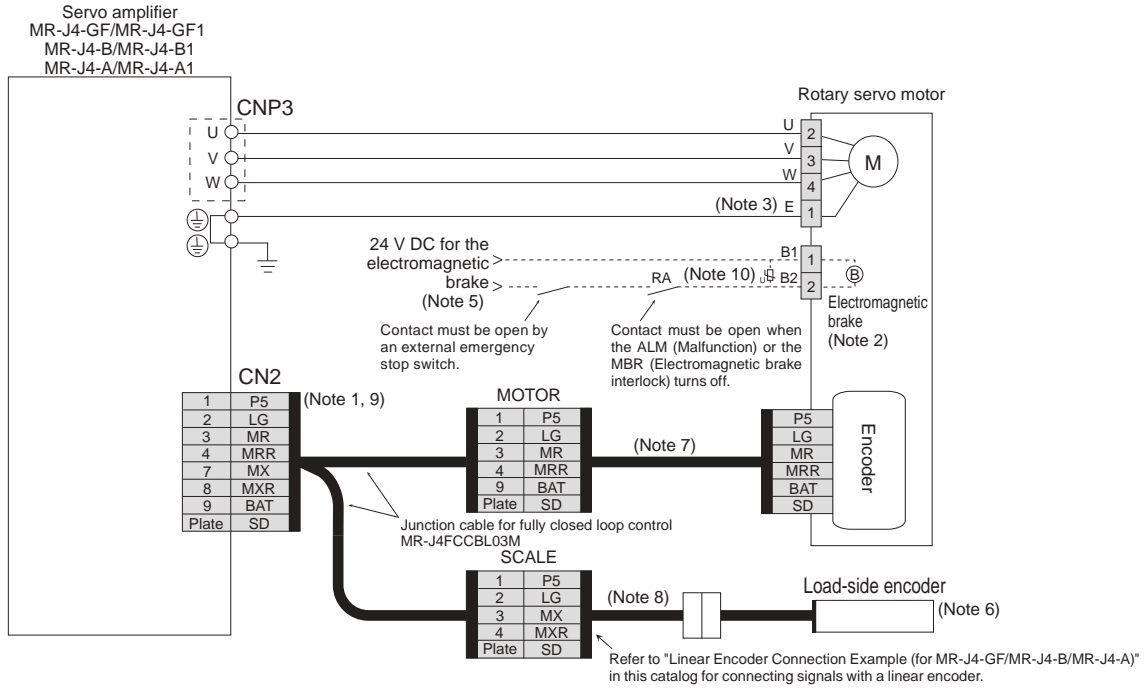 Servo amplifier
MR-J4-GF/MR-J4-GF1
MR-J4-B/MR-J4-B1
MR-J4-A/MR-J4-A1
CNP3
U
V
W
Rotary servo motor
U 2
V 3
W 4
(Note 3) E 1
M
24 V DC for the
electromagnetic
brake
(Note 5)
RA
(Note 10)
U
B1 1
B2 2
B
Electromagnetic
brake
(Note 2)
Contact must be open by
an external emergency
stop switch.
Contact must be open when
the ALM (Malfunction) or the
MBR (Electromagnetic brake
interlock) turns off.
CN2
1 P5
2 LG
3 MR
4 MRR
7 MX
8 MXR
9 BAT
Plate SD
(Note 1, 9)
MOTOR
1 P5
2 LG
3 MR
4 MRR
9 BAT
Plate SD
(Note 7)
P5
LG
MR
MRR
BAT
SD
Encoder
Junction cable for fully closed loop control
MR-J4FCCBL03M
SCALE
1 P5
2 LG
3 MX
4 MXR
Plate SD
(Note 8)
Load-side encoder
(Note 6)
Refer to "Linear Encoder Connection Example (for MR-J4-GF/MR-J4-B/MR-J4-A)"
in this catalog for connecting signals with a linear encoder.